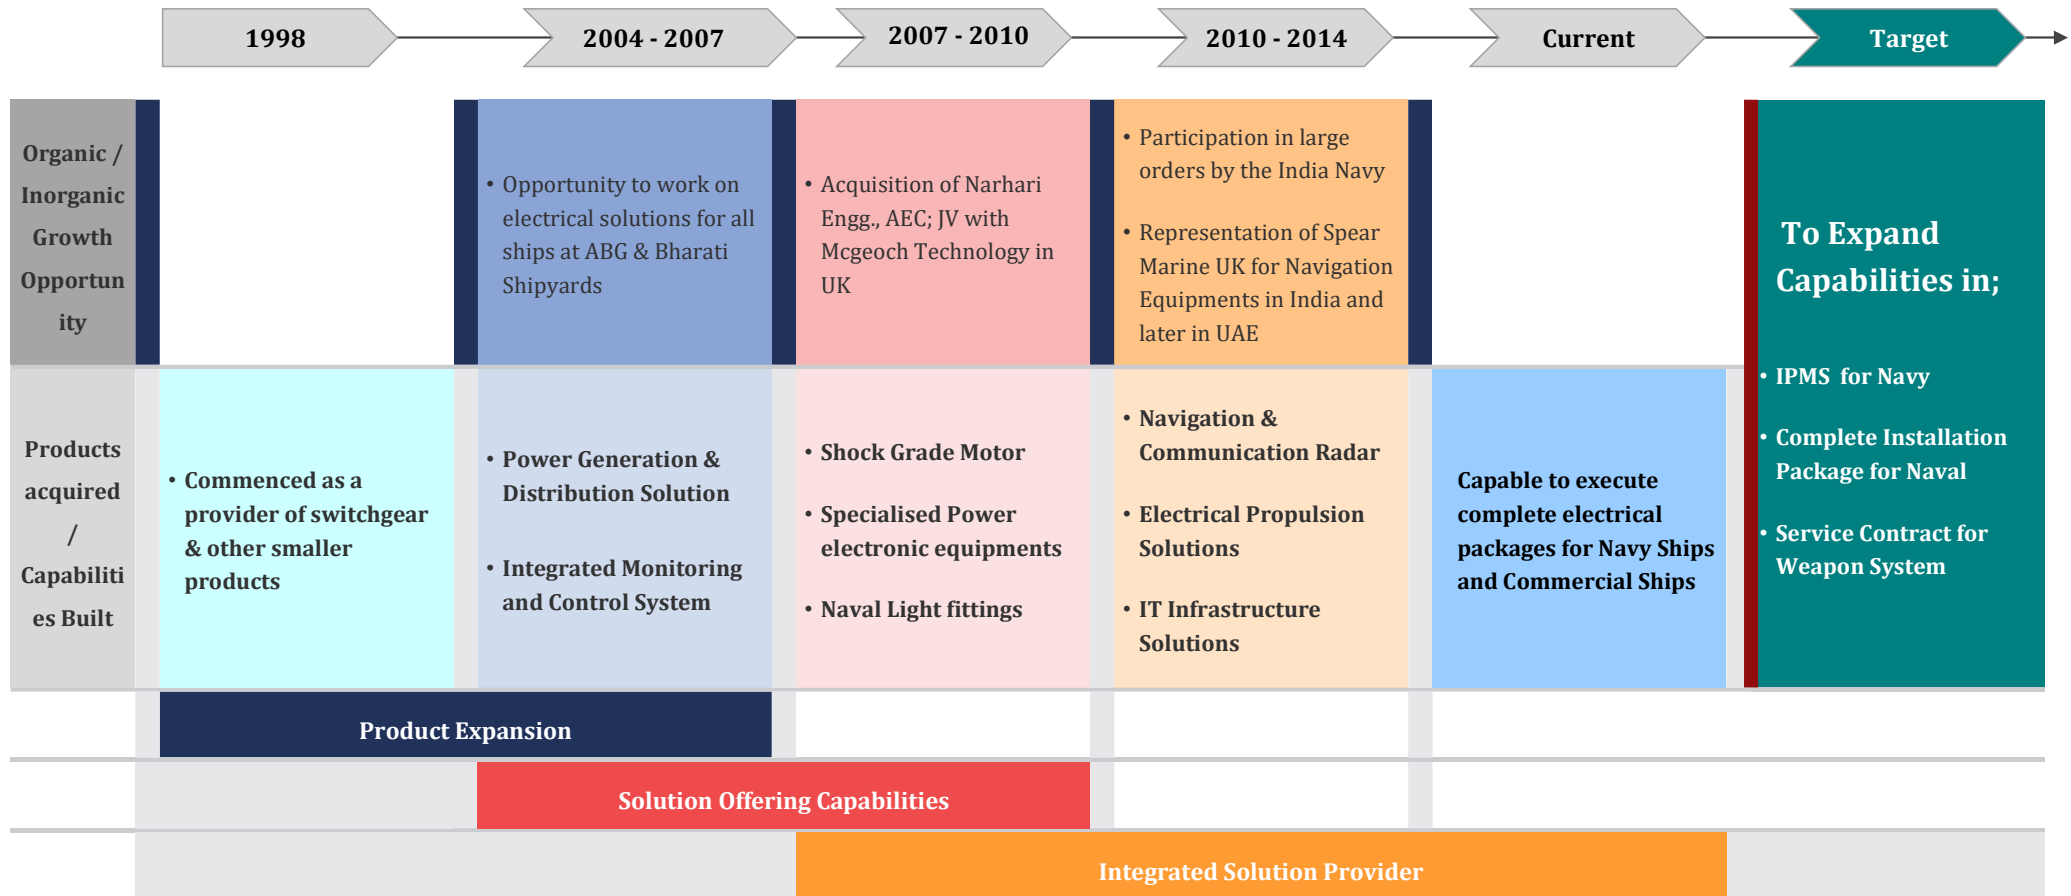 1998
2004 - 2007
2007 - 2010
2010 - 2014
Current
Target
Organic /
Inorganic
Growth
Opportun
ity
• Opportunity to work on
electrical solutions for all
ships at ABG & Bharati
Shipyards
• Acquisition of Narhari
Engg., AEC; JV with
Mcgeoch Technology in
UK
• Participation in large
orders by the India Navy
• Representation of Spear
Marine UK for Navigation
Equipments in India and
later in UAE
To Expand
Capabilities in;
• IPMS for Navy
• Complete Installation
Package for Naval
• Service Contract for
Weapon System
Products
acquired
/
Capabiliti
es Built
• Commenced as a
provider of switchgear
& other smaller
products
• Power Generation &
Distribution Solution
• Integrated Monitoring
and Control System
• Shock Grade Motor
• Specialised Power
electronic equipments
• Naval Light fittings
• Navigation &
Communication Radar
• Electrical Propulsion
Solutions
• IT Infrastructure
Solutions
Capable to execute
complete electrical
packages for Navy Ships
and Commercial Ships
Product Expansion
Solution Offering Capabilities
Integrated Solution Provider